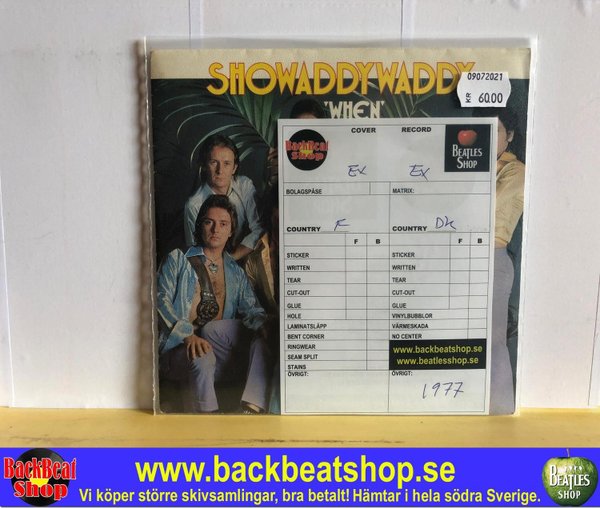 SHOWADDYWADDY
'WHEN'
09072021
KR 60.00
BackBeat
Shop
COVER RECORD
BEATLES
SHOP
Ex Ex
BOLAGSPÅSE MATRIX:
COUNTRY F COUNTRY Dk
F B F B
STICKER STICKER
WRITTEN WRITTEN
TEAR TEAR
CUT-OUT CUT-OUT
GLUE GLUE
HOLE VINYLBUBBLOR
LAMINATSLÄPP VÄRMESKADA
BENT CORNER NO CENTER
RINGWEAR
SEAM SPLIT
STAINS
www.backbeatshop.se
www.beatlesshop.se
ÖVRIGT: ÖVRIGT:
1977
BackBeat
Shop
www.backbeatshop.se
Vi köper större skivsamlingar, bra betalt! Hämtar i hela södra Sverige.
BEATLES
SHOP